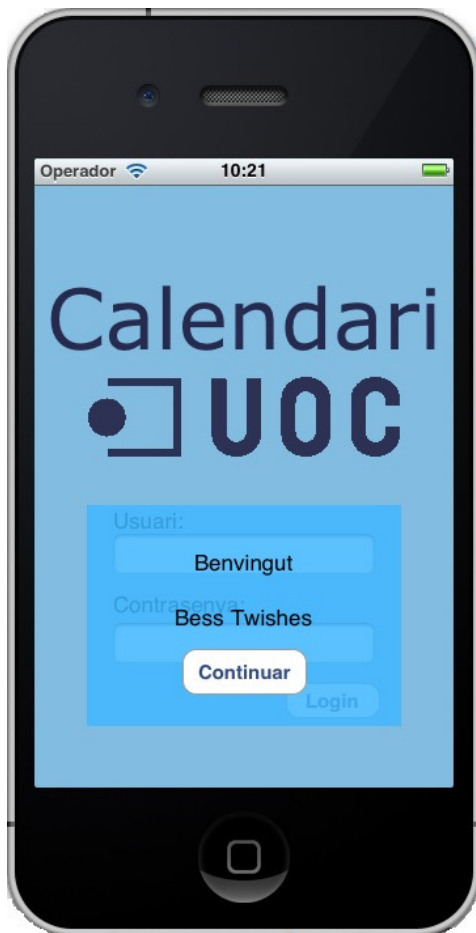 Operador 10:21
Calendari
UOC
Usuari:
Benvingut
Contrasenya:
Bess Twishes
Continuar
Login